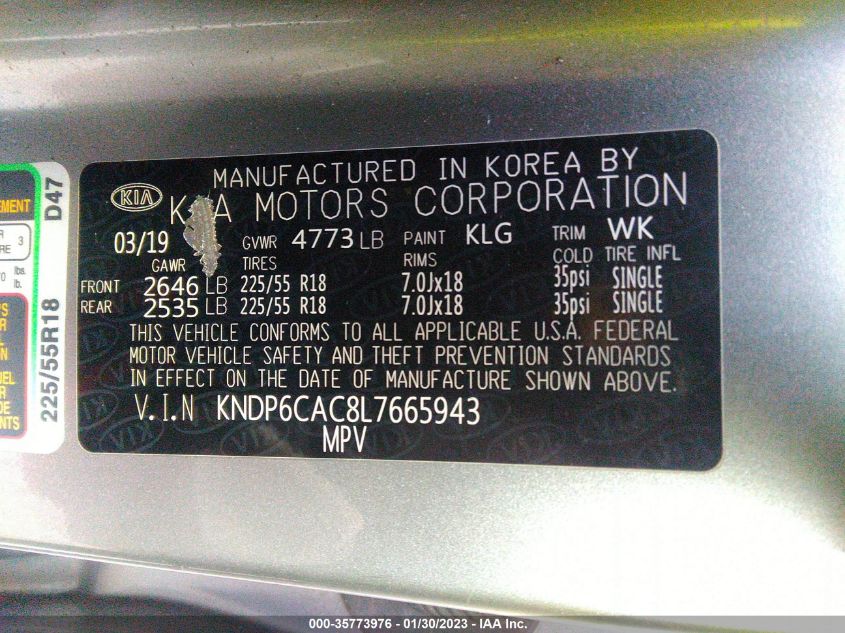 MANUFACTURED IN KOREA BY
KIA
K A MOTORS CORPORATION
03/19 GVWR 4773 LB PAINT KLG TRIM WK
GAWR TIRES RIMS COLD TIRE INFL
FRONT 2646 LB 225/55 R18 7.0Jx18 35psi SINGLE
REAR 2535 LB 225/55 R18 7.0Jx18 35psi SINGLE
THIS VEHICLE CONFORMS TO ALL APPLICABLE U.S.A. FEDERAL
MOTOR VEHICLE SAFETY AND THEFT PREVENTION STANDARDS
IN EFFECT ON THE DATE OF MANUFACTURE SHOWN ABOVE.
V.I.N KNDP6CAC8L7665943
MPV
225/55R18 D47
3
lbs.
lb.
000-35773976 - 01/30/2023 - IAA Inc.